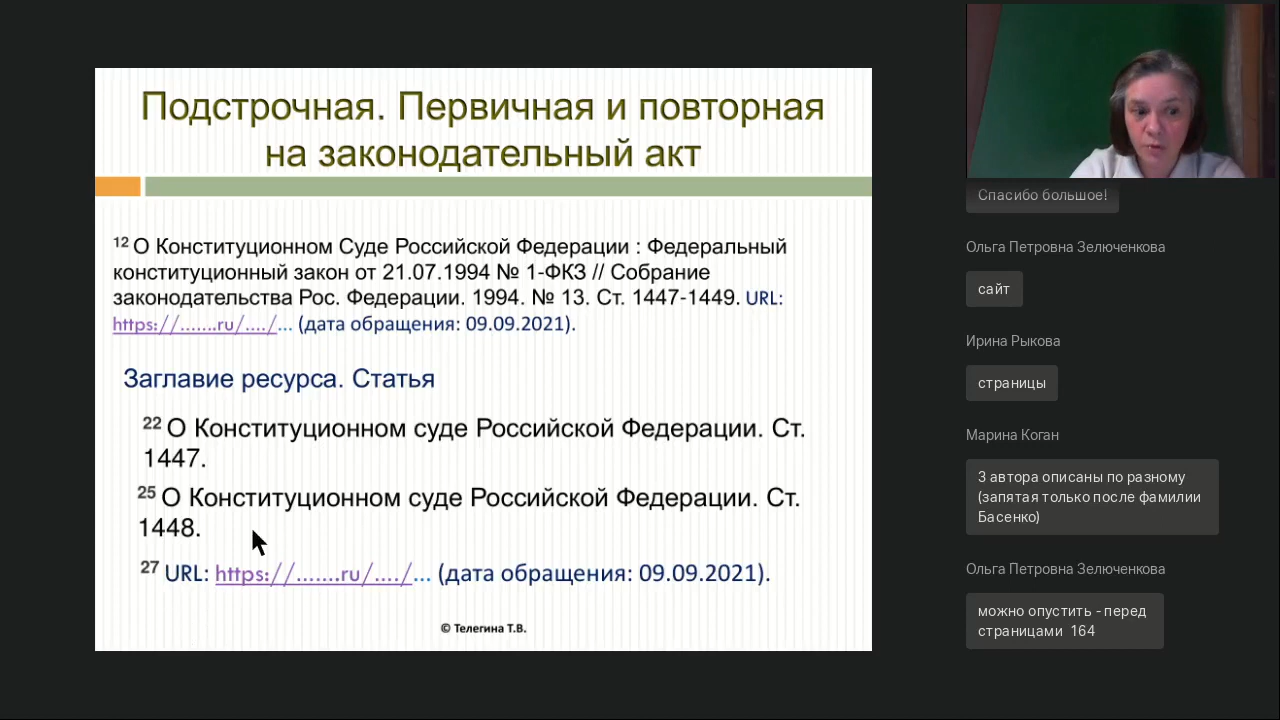 Подстрочная. Первичная и повторная
на законодательный акт
12 О Конституционном Суде Российской Федерации : Федеральный
конституционный закон от 21.07.1994 № 1-ФКЗ // Собрание
законодательства Рос. Федерации. 1994. № 13. Ст. 1447-1449. URL:
https://.......ru/..../... (дата обращения: 09.09.2021).
Заглавие ресурса. Статья
22 О Конституционном суде Российской Федерации. Ст.
1447.
25 О Конституционном суде Российской Федерации. Ст.
1448.
27 URL: https://.......ru/..../... (дата обращения: 09.09.2021).
© Телегина Т.В.
Спасибо большое!
Ольга Петровна Зелюченкова
сайт
Ирина Рыкова
страницы
Марина Коган
3 автора описаны по разному
(запятая только после фамилии
Басенко)
Ольга Петровна Зелюченкова
можно опустить - перед
страницами 164